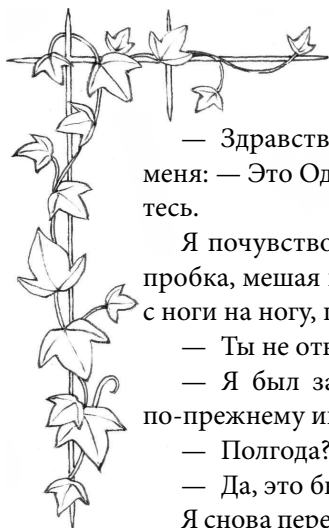 — Здравств
меня: — Это Од
тесь.
Я почувство
пробка, мешая
с ноги на ногу,
— Ты не отн
— Я был за
по-прежнему и
— Полгода?
— Да, это бы
Я снова пере